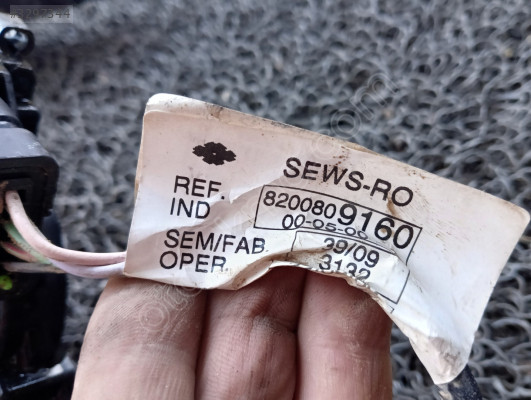 SEWS-RO
REF. 8200809160
IND 00-05-00
SEM/FAB. 39/09
OPER. 3132